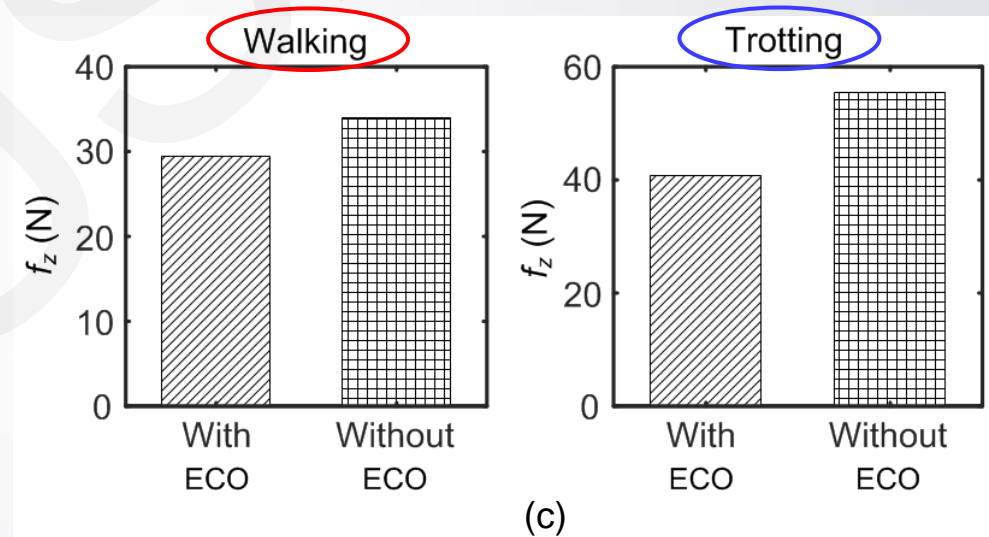 Walking
40
30
20
10
0
f_z (N)
With Without
ECO ECO
Trotting
60
40
20
0
f_z (N)
With Without
ECO ECO
(c)